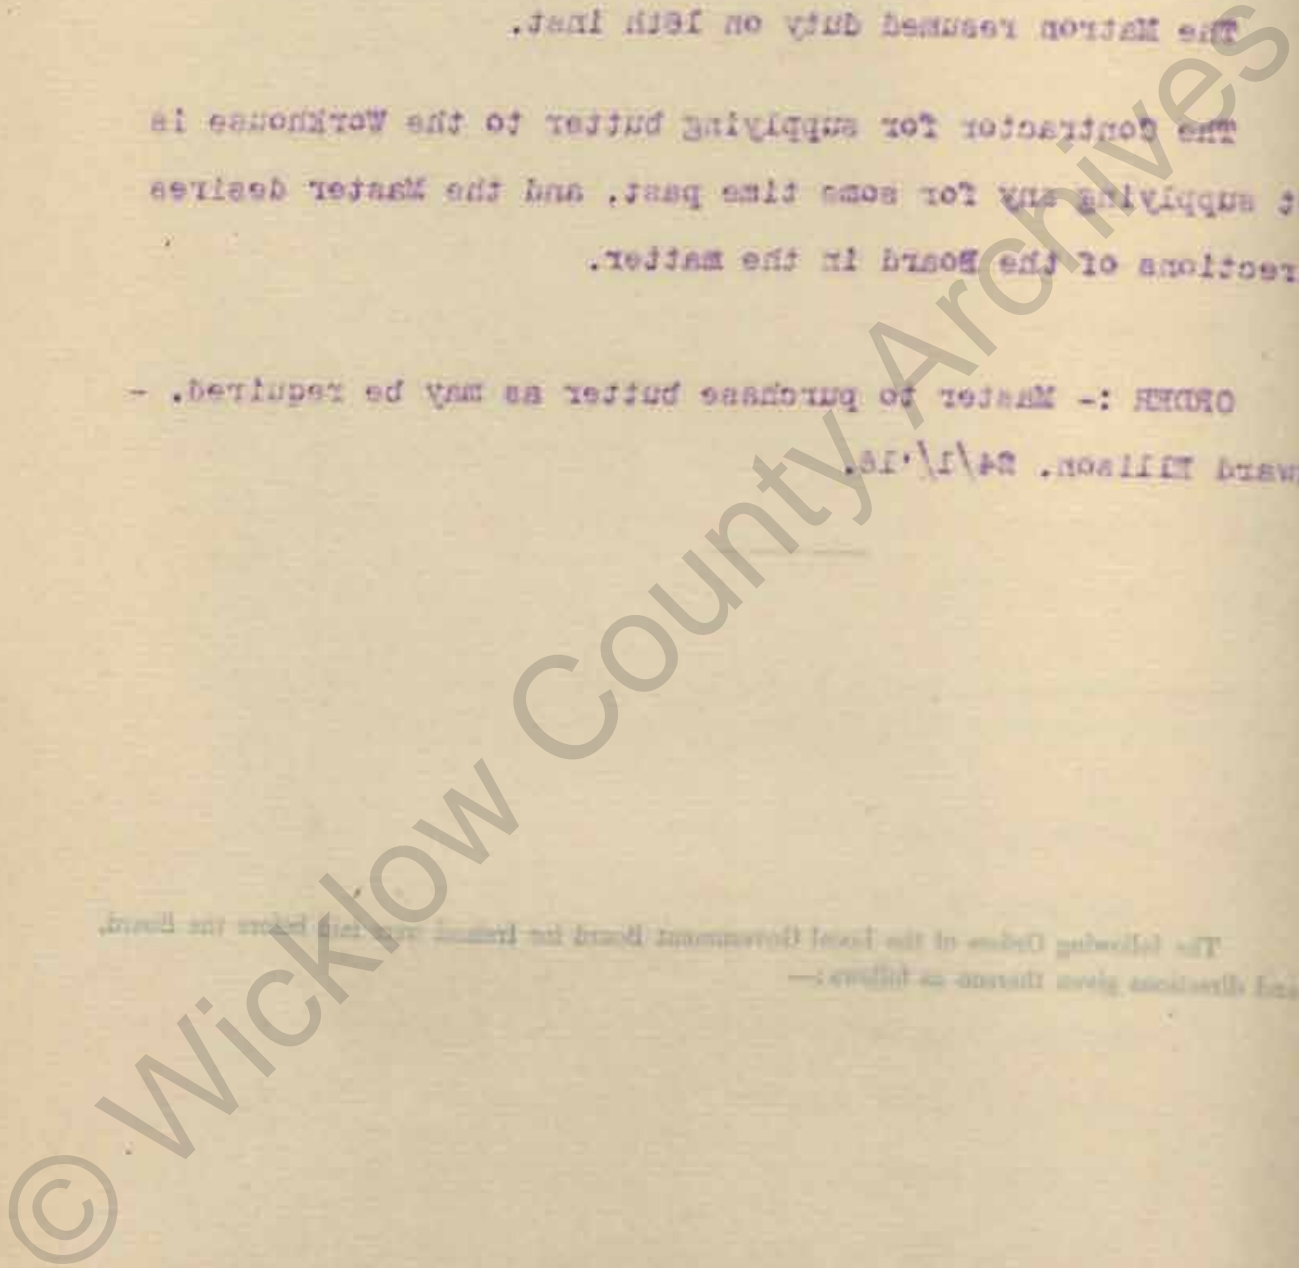 The Matron resumed duty on 16th inst.
The Contractor for supplying butter to the Workhouse is
t supplying any for some time past, and the Master desires
rections of the Board in the matter.
ORDER :- Master to purchase butter as may be required. -
ward Ellison. 24/1/'16.
The following Orders of the Local Government Board for Ireland were laid before the Board,
and directions given thereon as follows :—
© Wicklow County Archives